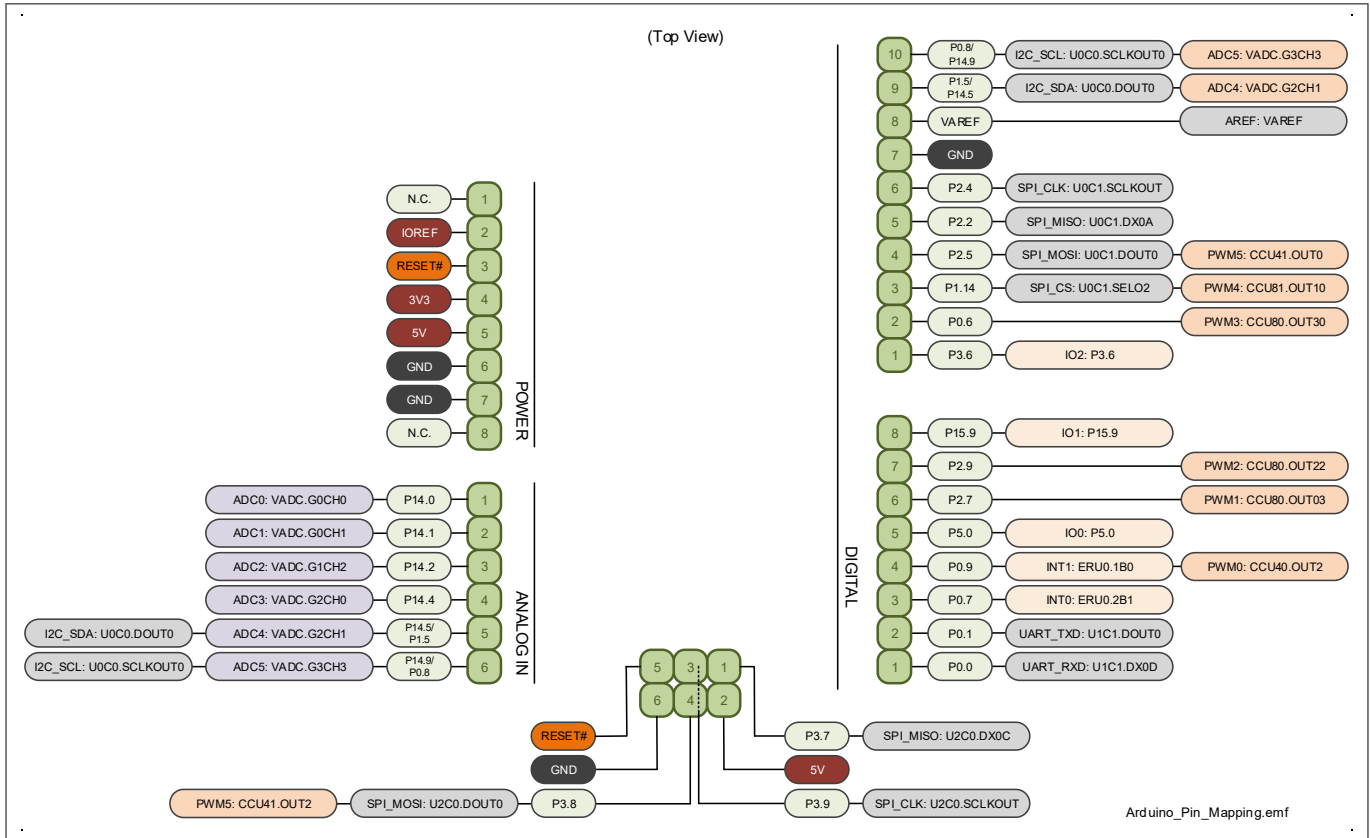 (Top View)
10 P0.8/ P14.9 I2C_SCL: U0C0.SCLKOUT0 ADC5: VADC.G3CH3
9 P1.5/ P14.5 I2C_SDA: U0C0.DOUT0 ADC4: VADC.G2CH1
8 VAREF AREF: VAREF
7 GND
6 P2.4 SPI_CLK: U0C1.SCLKOUT
5 P2.2 SPI_MISO: U0C1.DX0A
4 P2.5 SPI_MOSI: U0C1.DOUT0 PWM5: CCU41.OUT0
3 P1.14 SPI_CS: U0C1.SELO2 PWM4: CCU81.OUT10
2 P0.6 PWM3: CCU80.OUT30
1 P3.6 IO2: P3.6
N.C. 1
IOREF 2
RESET# 3
3V3 4
5V 5
GND 6
GND 7
N.C. 8
POWER
8 P15.9 IO1: P15.9
7 P2.9 PWM2: CCU80.OUT22
6 P2.7 PWM1: CCU80.OUT03
5 P5.0 IO0: P5.0
4 P0.9 INT1: ERU0.1B0 PWM0: CCU40.OUT2
3 P0.7 INT0: ERU0.2B1
2 P0.1 UART_TXD: U1C1.DOUT0
1 P0.0 UART_RXD: U1C1.DX0D
DIGITAL
ADC0: VADC.G0CH0 P14.0 1
ADC1: VADC.G0CH1 P14.1 2
ADC2: VADC.G1CH2 P14.2 3
ADC3: VADC.G2CH0 P14.4 4
I2C_SDA: U0C0.DOUT0 ADC4: VADC.G2CH1 P14.5/ P1.5 5
I2C_SCL: U0C0.SCLKOUT0 ADC5: VADC.G3CH3 P14.9/ P0.8 6
ANALOG IN
5 3 1
6 4 2
RESET# P3.7 SPI_MISO: U2C0.DX0C
GND 5V
PWM5: CCU41.OUT2 SPI_MOSI: U2C0.DOUT0 P3.8 P3.9 SPI_CLK: U2C0.SCLKOUT
Arduino_Pin_Mapping.emf